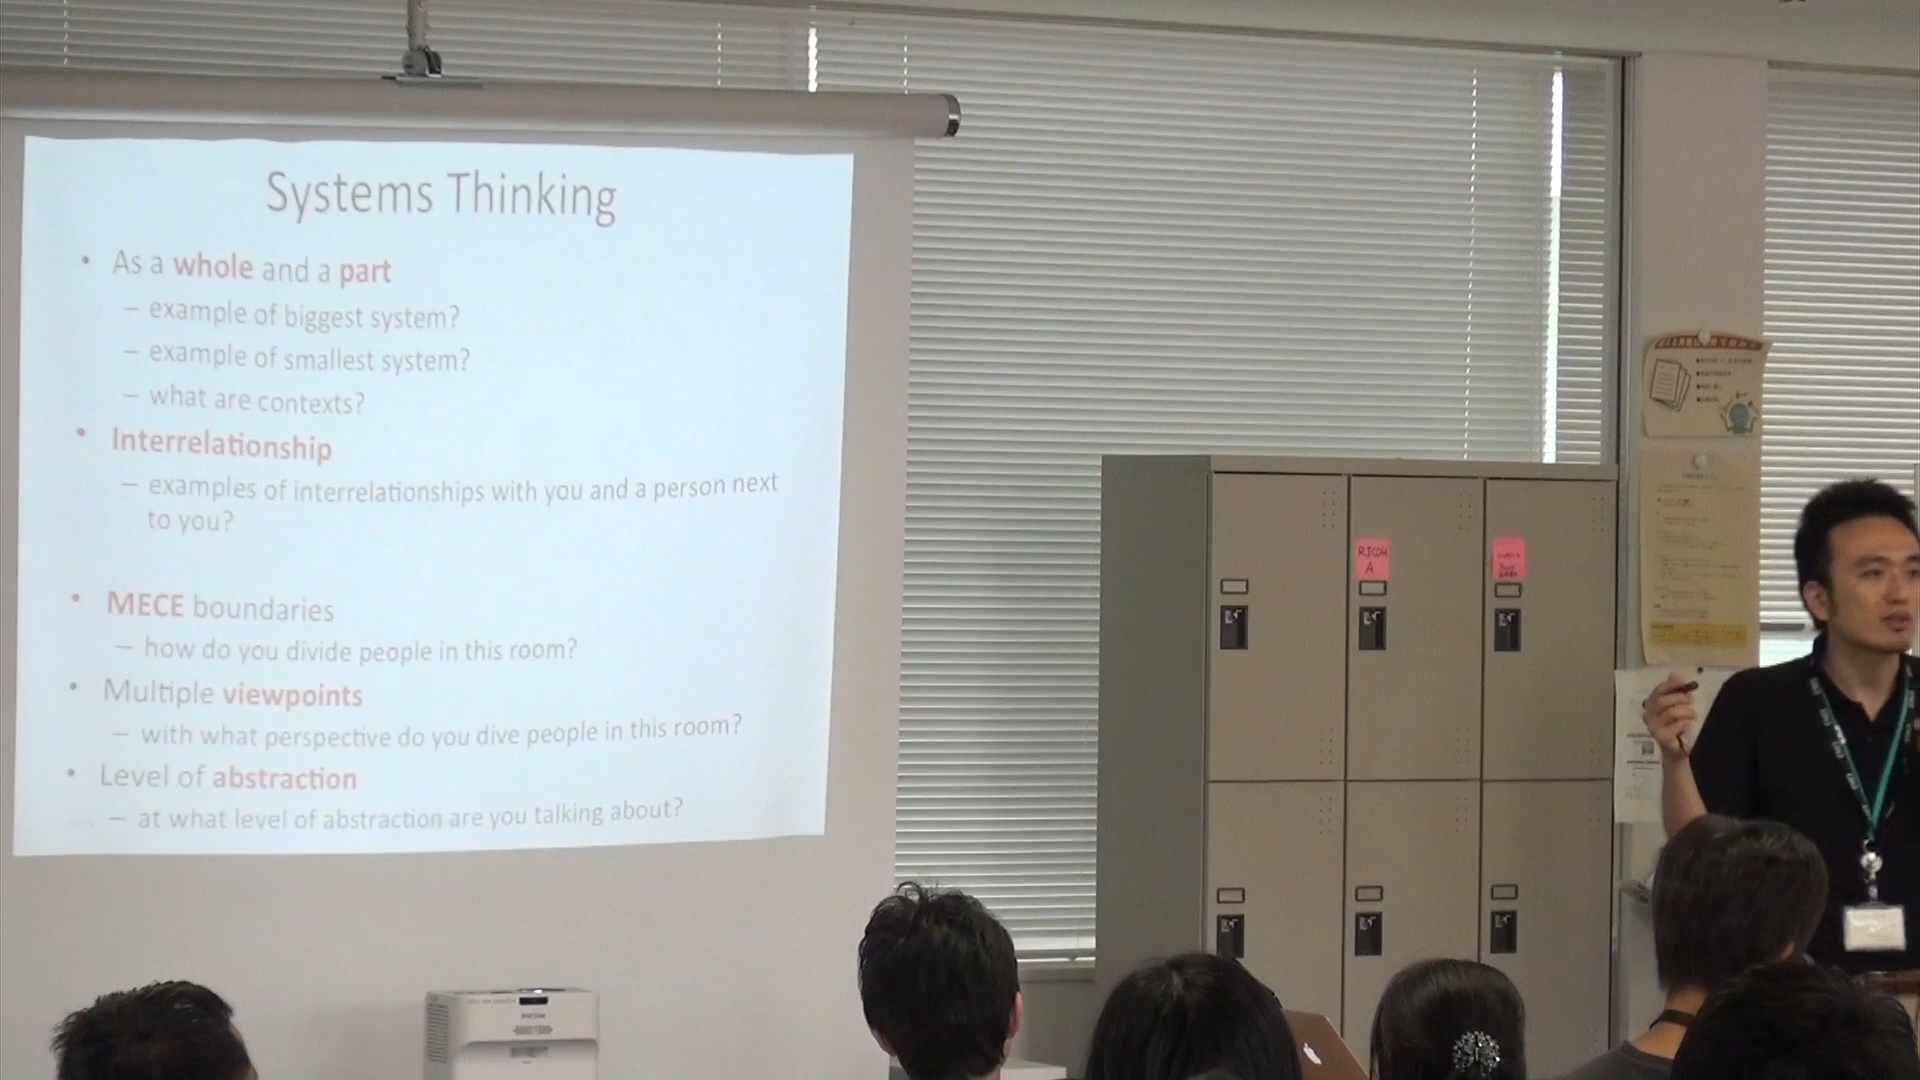 Systems Thinking
• As a whole and a part
– example of biggest system?
– example of smallest system?
– what are contexts?
• Interrelationship
– examples of interrelationships with you and a person next
to you?
• MECE boundaries
– how do you divide people in this room?
• Multiple viewpoints
– with what perspective do you dive people in this room?
• Level of abstraction
– at what level of abstraction are you talking about?
RICOH
A
RICOH